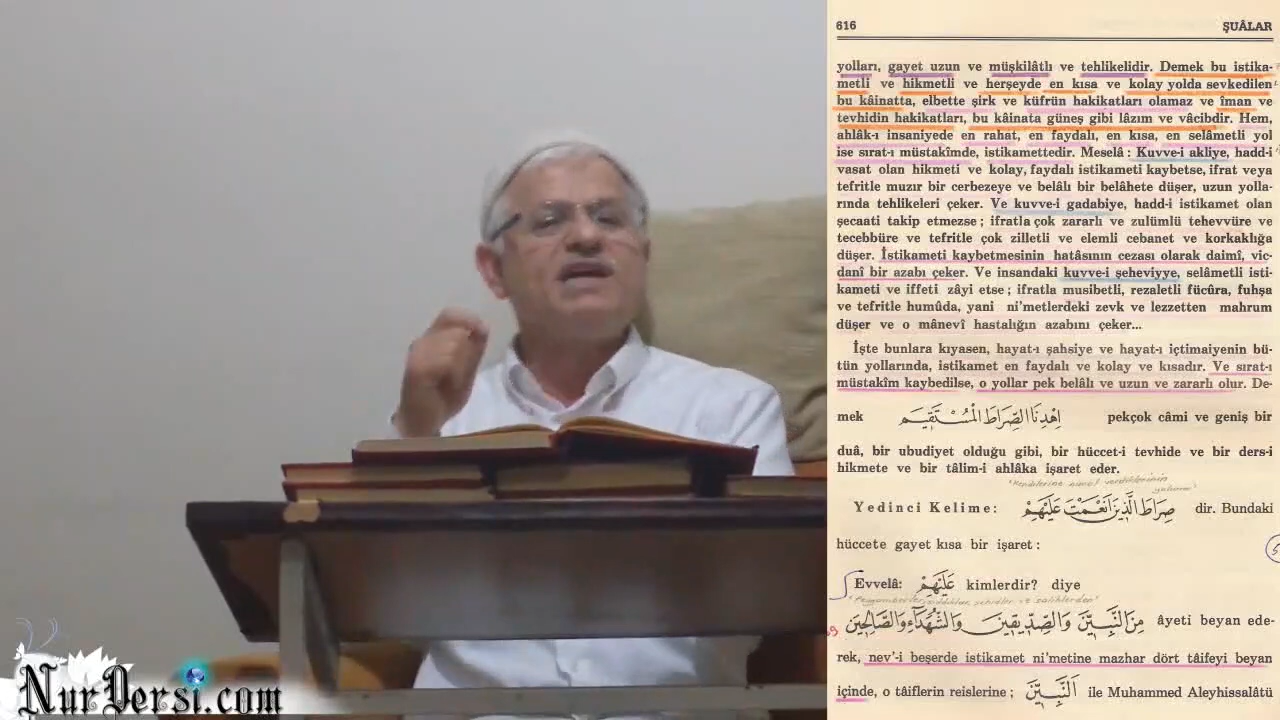 616 ŞUÂLAR
yolları, gayet uzun ve müşkilâtlı ve tehlikelidir. Demek bu istika-
metli ve hikmetli ve herşeyde en kısa ve kolay yolda sevkedilen
bu kâinatta, elbette şirk ve küfrün hakikatları olamaz ve îman ve
tevhidin hakikatları, bu kâinata güneş gibi lâzım ve vâcibdir. Hem,
ahlâk-ı insaniyede en rahat, en faydalı, en kısa, en selâmetli yol
ise sırat-ı müstakîmde, istikamettedir. Meselâ : Kuvve-i akliye, hadd-i
vasat olan hikmeti ve kolay, faydalı istikameti kaybetse, ifrat veya
tefritle muzır bir cerbezeye ve belâlı bir belâhete düşer, uzun yolla-
rında tehlikeleri çeker. Ve kuvve-i gadabiye, hadd-i istikamet olan
şecaati takip etmezse ; ifratla çok zararlı ve zulümlü tehevvüre ve
tecebbüre ve tefritle çok zilletli ve elemli cebanet ve korkaklığa
düşer. İstikameti kaybetmesinin hatâsının cezası olarak daimî, vic-
danî bir azabı çeker. Ve insandaki kuvve-i şeheviyye, selâmetli isti-
kameti ve iffeti zâyi etse ; ifratla musibetli, rezaletli fücûra, fuhşa
ve tefritle humûda, yani ni'metlerdeki zevk ve lezzetten mahrum
düşer ve o mânevî hastalığın azabını çeker...
İşte bunlara kıyasen, hayat-ı şahsiye ve hayat-ı içtimaiyenin bü-
tün yollarında, istikamet en faydalı ve kolay ve kısadır. Ve sırat-ı
müstakîm kaybedilse, o yollar pek belâlı ve uzun ve zararlı olur. De-
mek اِهْدِنَا الصِّرَاطَ الْمُسْتَقِيمَ pekçok câmi ve geniş bir
duâ, bir ubudiyet olduğu gibi, bir hüccet-i tevhide ve bir ders-i
hikmete ve bir tâlim-i ahlâka işaret eder.
"Kendilerine nimet verdiklerinin yoluna"
Yedinci Kelime: صِرَاطَ الَّذِينَ اَنْعَمْتَ عَلَيْهِمْ dir. Bundaki
hüccete gayet kısa bir işaret :
Evvelâ: عَلَيْهِمْ kimlerdir? diye
"Peygamberler, sıddıklar, şehidler ve salihlerden"
مِنَ النَّبِيِّينَ وَالصِّدِّيقِينَ وَالشُّهَدَٓاءِ وَالصَّالِحِينَ âyeti beyan ede-
rek, nev'-i beşerde istikamet ni'metine mazhar dört tâifeyi beyan
içinde, o tâiflerin reislerine ; اَلنَّبِيِّينَ ile Muhammed Aleyhissalâtü
NurDersi.com